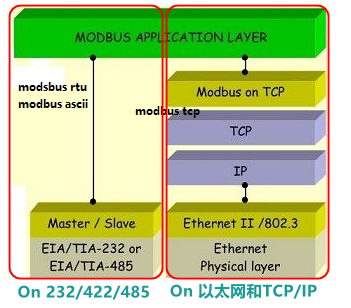 MODBUS APPLICATION LAYER
modsbus rtu
modbus ascii
modbus tcp
Modbus on TCP
TCP
IP
Master / Slave
EIA/TIA-232 or
EIA/TIA-485
Ethernet II /802.3
Ethernet
Physical layer
On 232/422/485
On 以太网和TCP/IP